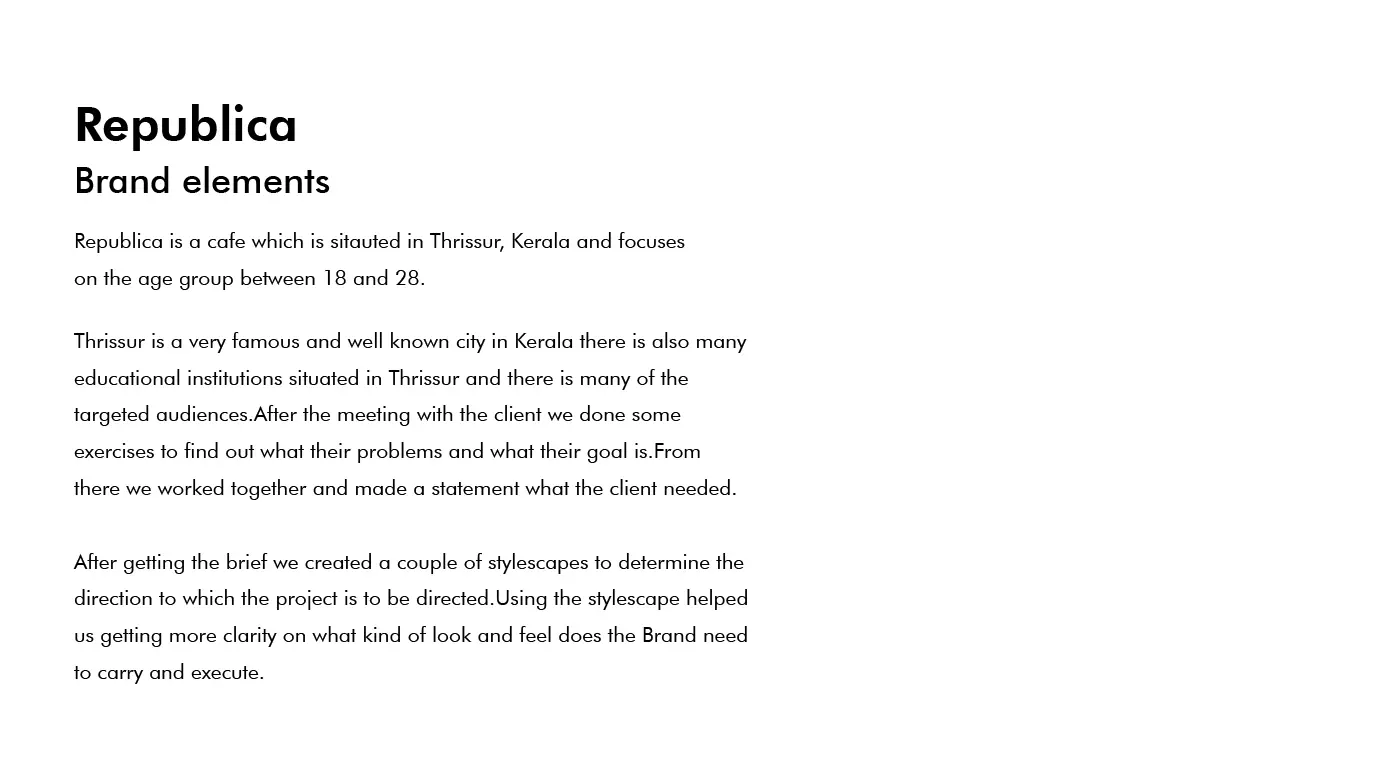 Republica
Brand elements
Republica is a cafe which is sitauted in Thrissur, Kerala and focuses
on the age group between 18 and 28.
Thrissur is a very famous and well known city in Kerala there is also many
educational institutions situated in Thrissur and there is many of the
targeted audiences.After the meeting with the client we done some
exercises to find out what their problems and what their goal is.From
there we worked together and made a statement what the client needed.
After getting the brief we created a couple of stylescapes to determine the
direction to which the project is to be directed.Using the stylescape helped
us getting more clarity on what kind of look and feel does the Brand need
to carry and execute.